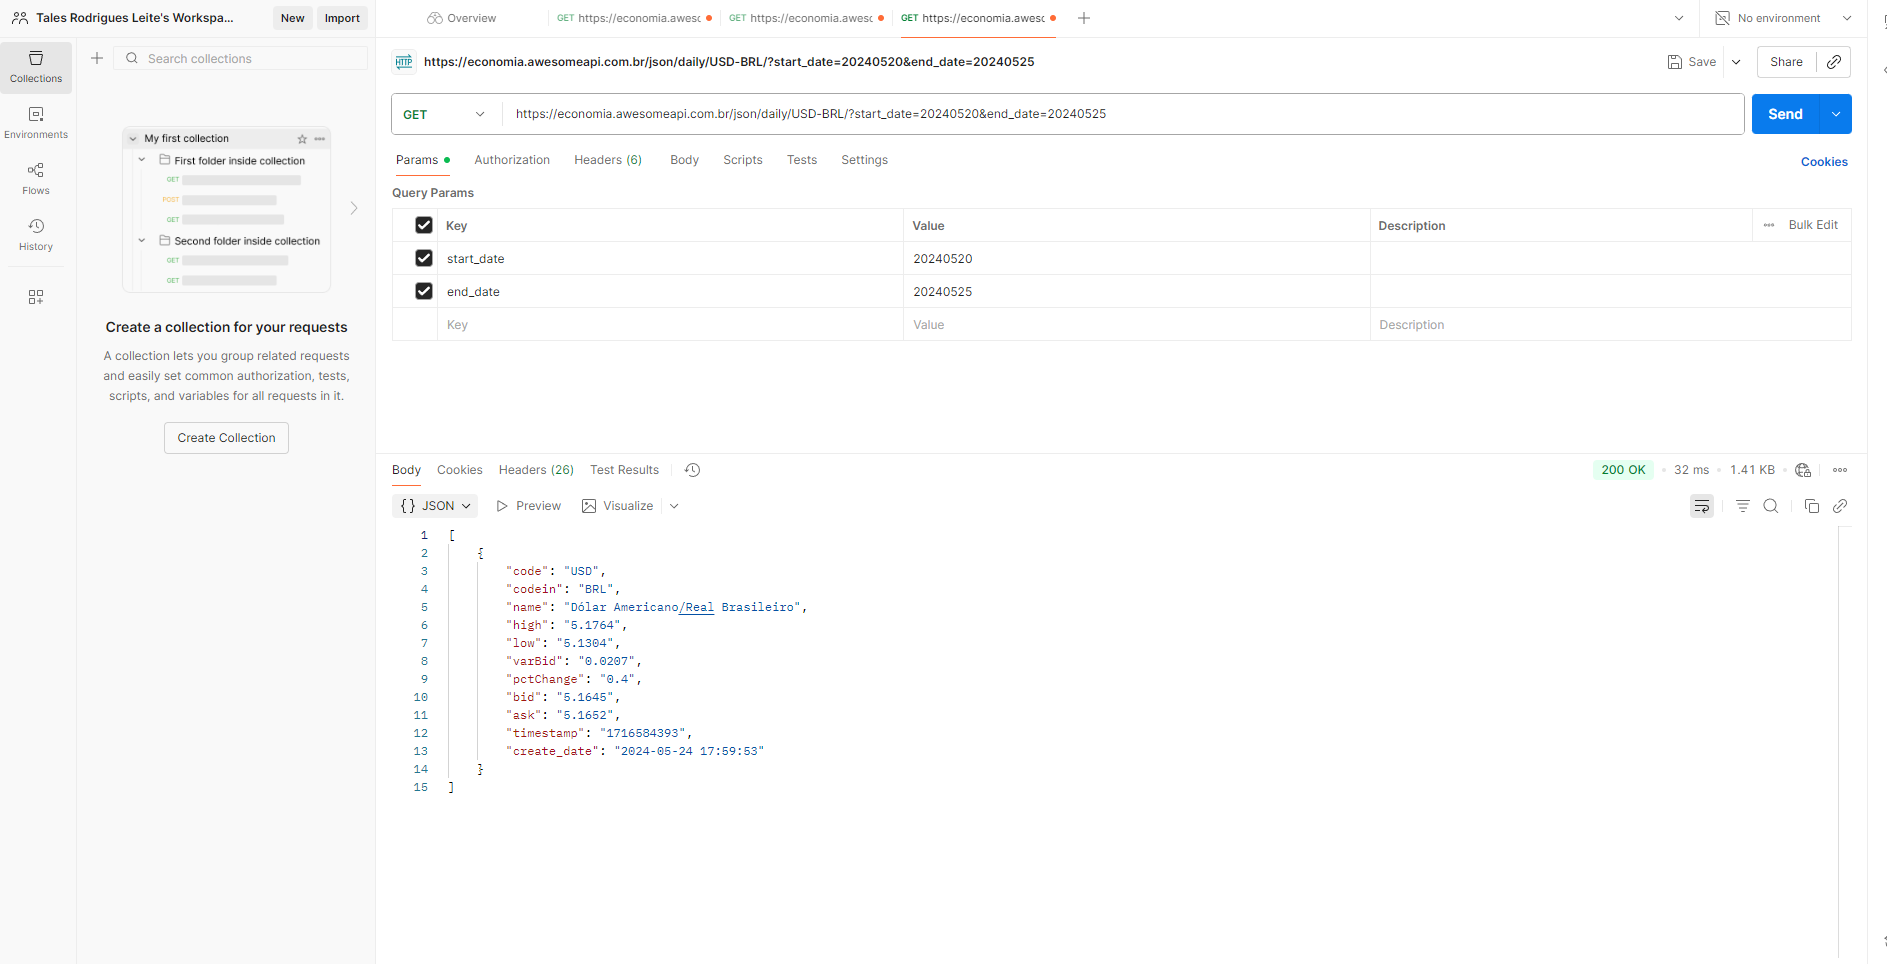 Tales Rodrigues Leite's Workspa...
New
Import
Overview
GET https://economia.awesc
GET https://economia.awesc
GET https://economia.awesc
No environment
Collections
Environments
Flows
History
Search collections
My first collection
First folder inside collection
GET
POST
GET
Second folder inside collection
GET
GET
Create a collection for your requests
A collection lets you group related requests
and easily set common authorization, tests,
scripts, and variables for all requests in it.
Create Collection
HTTP
https://economia.awesomeapi.com.br/json/daily/USD-BRL/?start_date=20240520&end_date=20240525
Save
Share
GET
https://economia.awesomeapi.com.br/json/daily/USD-BRL/?start_date=20240520&end_date=20240525
Send
Params
Authorization
Headers (6)
Body
Scripts
Tests
Settings
Cookies
Query Params
Key Value Description Bulk Edit
start_date 20240520
end_date 20240525
Key Value Description
Body
Cookies
Headers (26)
Test Results
200 OK • 32 ms • 1.41 KB
{} JSON
Preview
Visualize
1 [
2 {
3 "code": "USD",
4 "codein": "BRL",
5 "name": "Dólar Americano/Real Brasileiro",
6 "high": "5.1764",
7 "low": "5.1304",
8 "varBid": "0.0207",
9 "pctChange": "0.4",
10 "bid": "5.1645",
11 "ask": "5.1652",
12 "timestamp": "1716584393",
13 "create_date": "2024-05-24 17:59:53"
14 }
15 ]